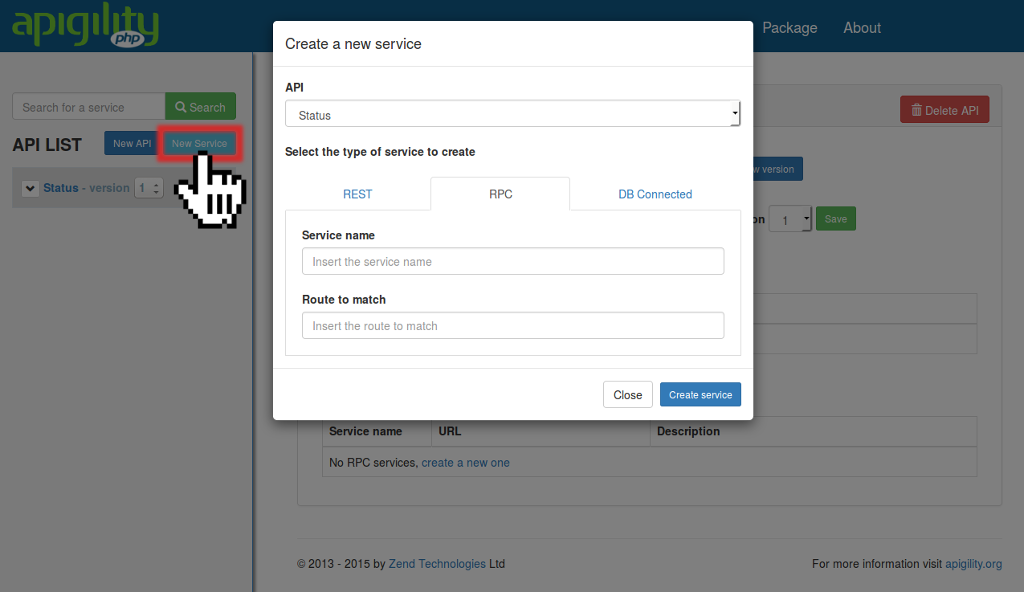 apigility
php
Package
About
Create a new service
API
Status
Select the type of service to create
REST
RPC
DB Connected
Service name
Insert the service name
Route to match
Insert the route to match
Close
Create service
Search for a service
Search
API LIST
New API
New Service
Status - version 1
Delete API
version
1
Save
Service name
URL
Description
No RPC services, create a new one
© 2013 - 2015 by Zend Technologies Ltd
For more information visit apigility.org